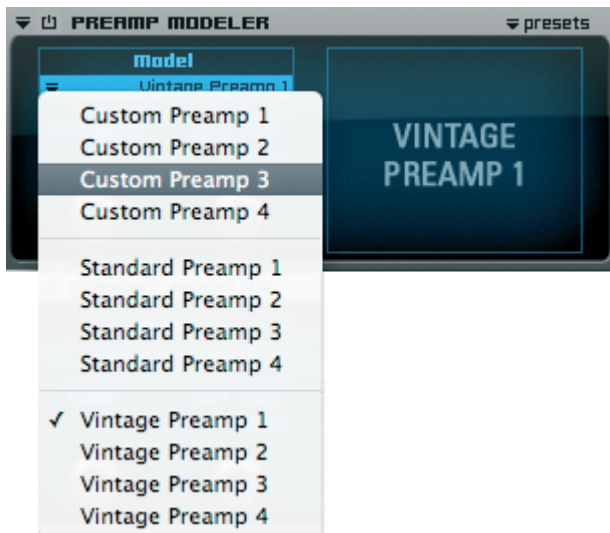 PREAMP MODELER
presets
Model
Vintage Preamp 1
VINTAGE
PREAMP 1
Custom Preamp 1
Custom Preamp 2
Custom Preamp 3
Custom Preamp 4
Standard Preamp 1
Standard Preamp 2
Standard Preamp 3
Standard Preamp 4
✓ Vintage Preamp 1
Vintage Preamp 2
Vintage Preamp 3
Vintage Preamp 4